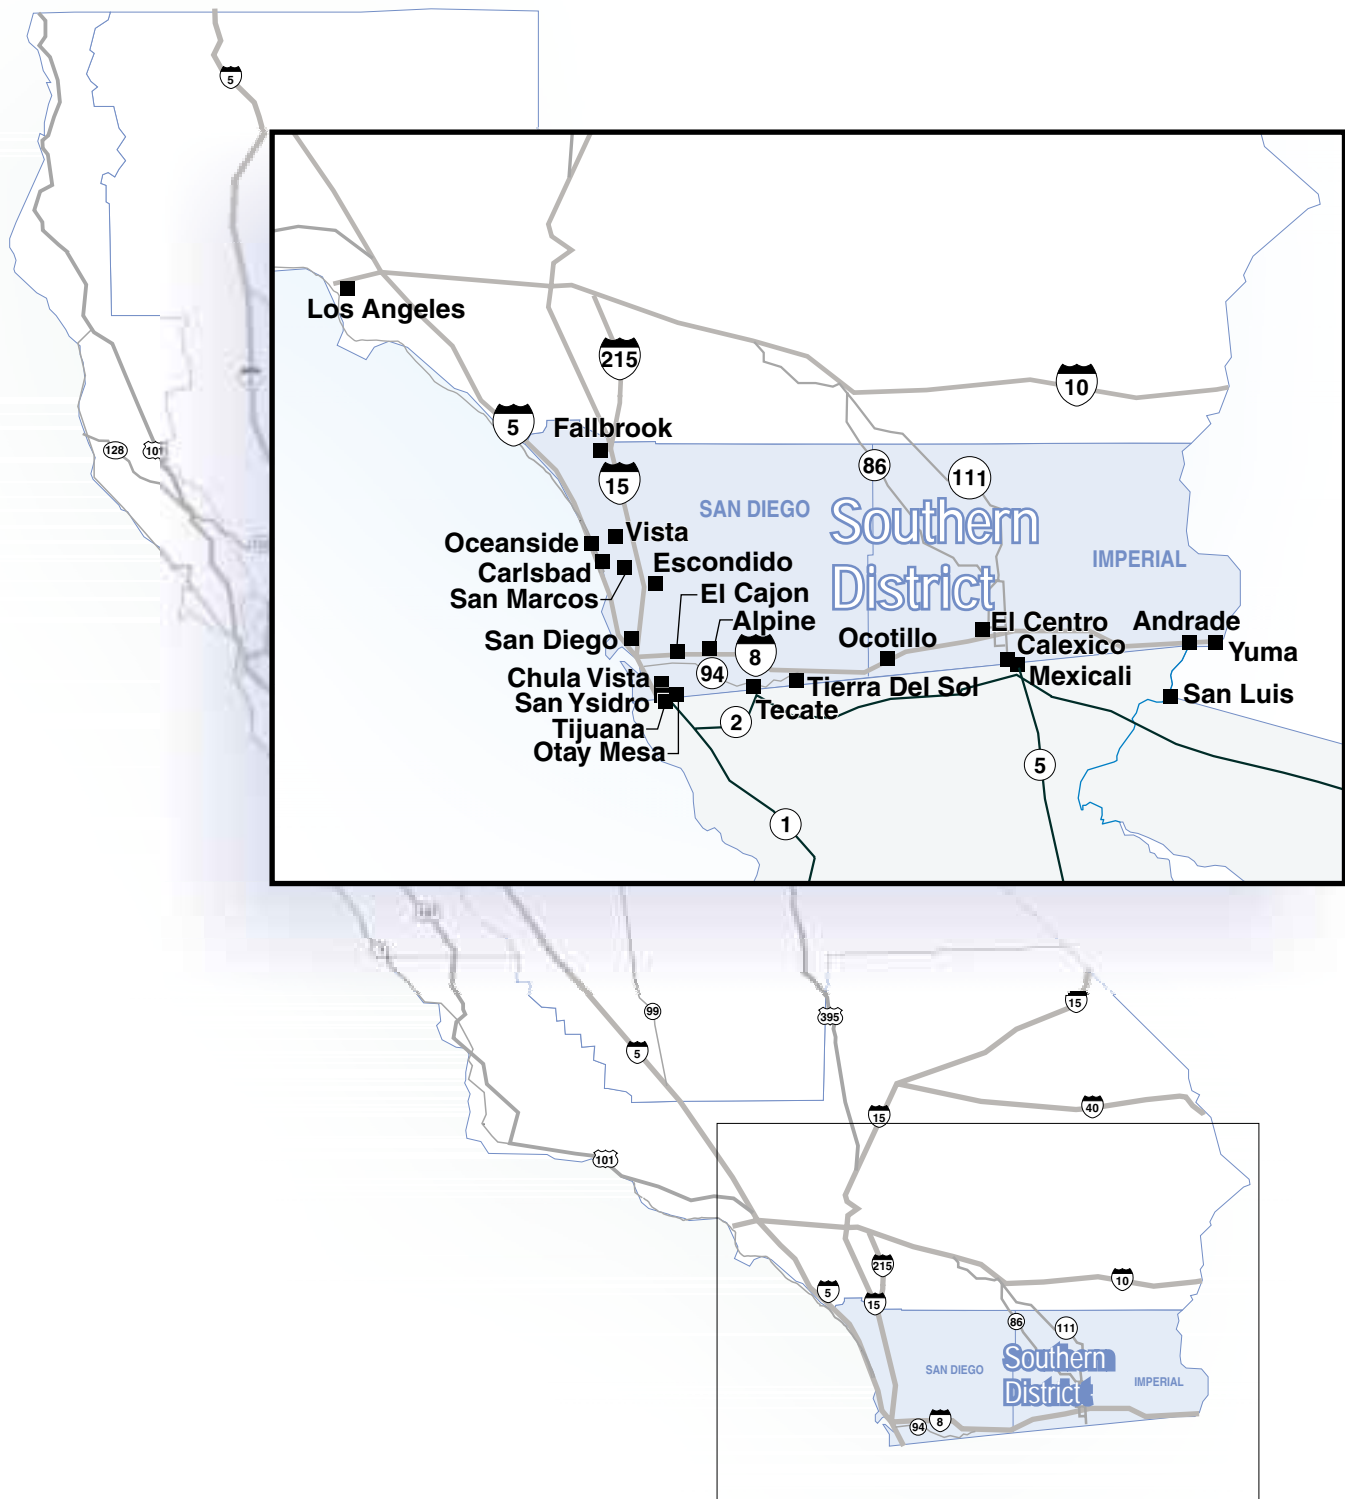 5
128
101
Los Angeles
215
10
5
Fallbrook
86
111
15
SAN DIEGO
Southern
District
Vista
Oceanside
IMPERIAL
Escondido
Carlsbad
El Cajon
San Marcos
Alpine
El Centro
Andrade
Ocotillo
San Diego
Calexico
8
Yuma
94
Mexicali
Chula Vista
Tierra Del Sol
San Luis
San Ysidro
Tecate
2
Tijuana
Otay Mesa
5
1
15
99
395
5
40
15
101
215
10
5
15
86
111
Southern
SAN DIEGO
District
IMPERIAL
94
8